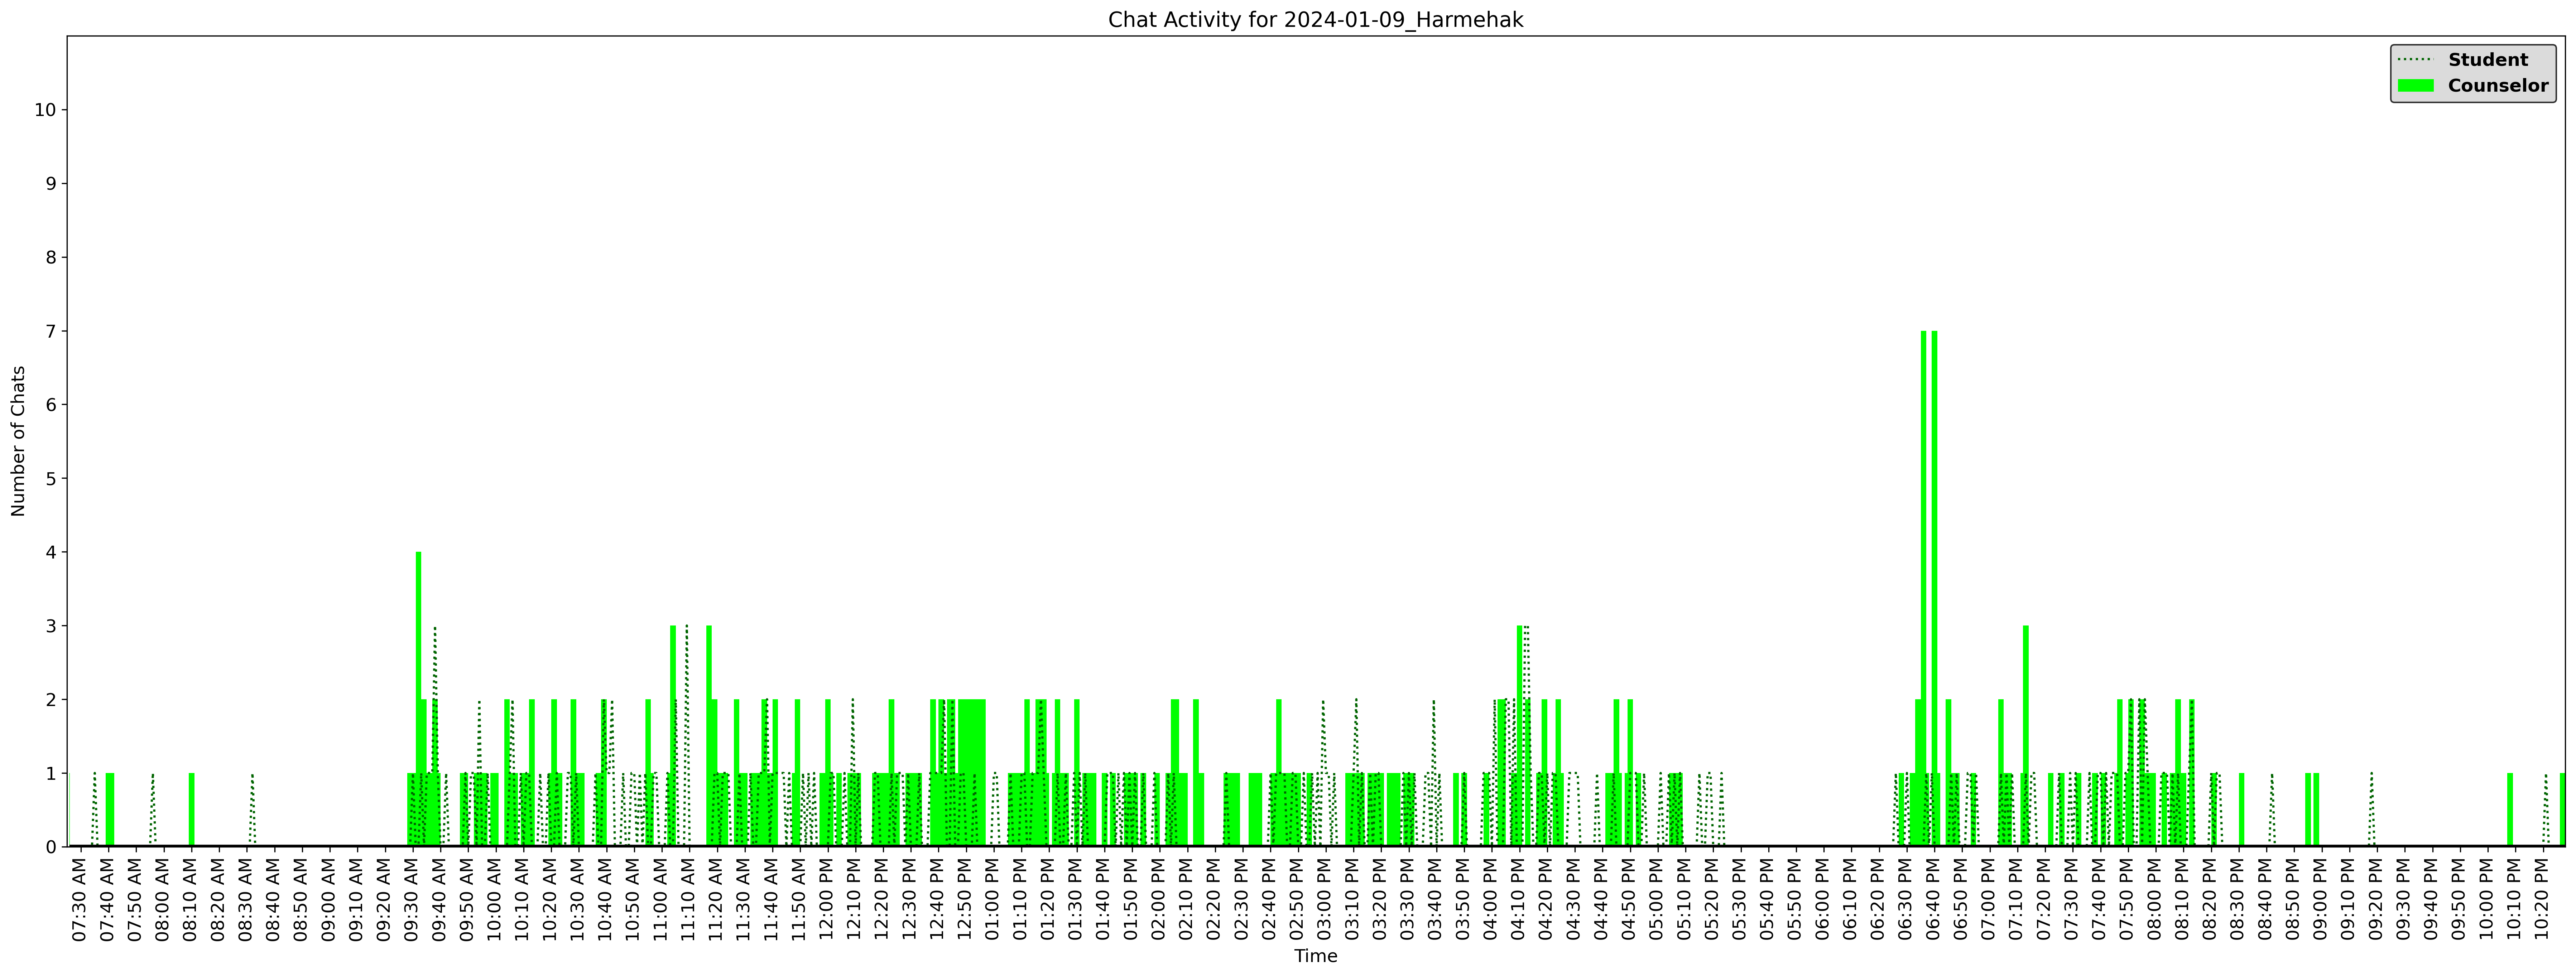 Chat Activity for 2024-01-09_Harmehak
Student
Counselor
Number of Chats
10
9
8
7
6
5
4
3
2
1
0
07:30 AM
07:40 AM
07:50 AM
08:00 AM
08:10 AM
08:20 AM
08:30 AM
08:40 AM
08:50 AM
09:00 AM
09:10 AM
09:20 AM
09:30 AM
09:40 AM
09:50 AM
10:00 AM
10:10 AM
10:20 AM
10:30 AM
10:40 AM
10:50 AM
11:00 AM
11:10 AM
11:20 AM
11:30 AM
11:40 AM
11:50 AM
12:00 PM
12:10 PM
12:20 PM
12:30 PM
12:40 PM
12:50 PM
01:00 PM
01:10 PM
01:20 PM
01:30 PM
01:40 PM
01:50 PM
02:00 PM
02:10 PM
02:20 PM
02:30 PM
02:40 PM
02:50 PM
03:00 PM
03:10 PM
03:20 PM
03:30 PM
03:40 PM
03:50 PM
04:00 PM
04:10 PM
04:20 PM
04:30 PM
04:40 PM
04:50 PM
05:00 PM
05:10 PM
05:20 PM
05:30 PM
05:40 PM
05:50 PM
06:00 PM
06:10 PM
06:20 PM
06:30 PM
06:40 PM
06:50 PM
07:00 PM
07:10 PM
07:20 PM
07:30 PM
07:40 PM
07:50 PM
08:00 PM
08:10 PM
08:20 PM
08:30 PM
08:40 PM
08:50 PM
09:00 PM
09:10 PM
09:20 PM
09:30 PM
09:40 PM
09:50 PM
10:00 PM
10:10 PM
10:20 PM
Time